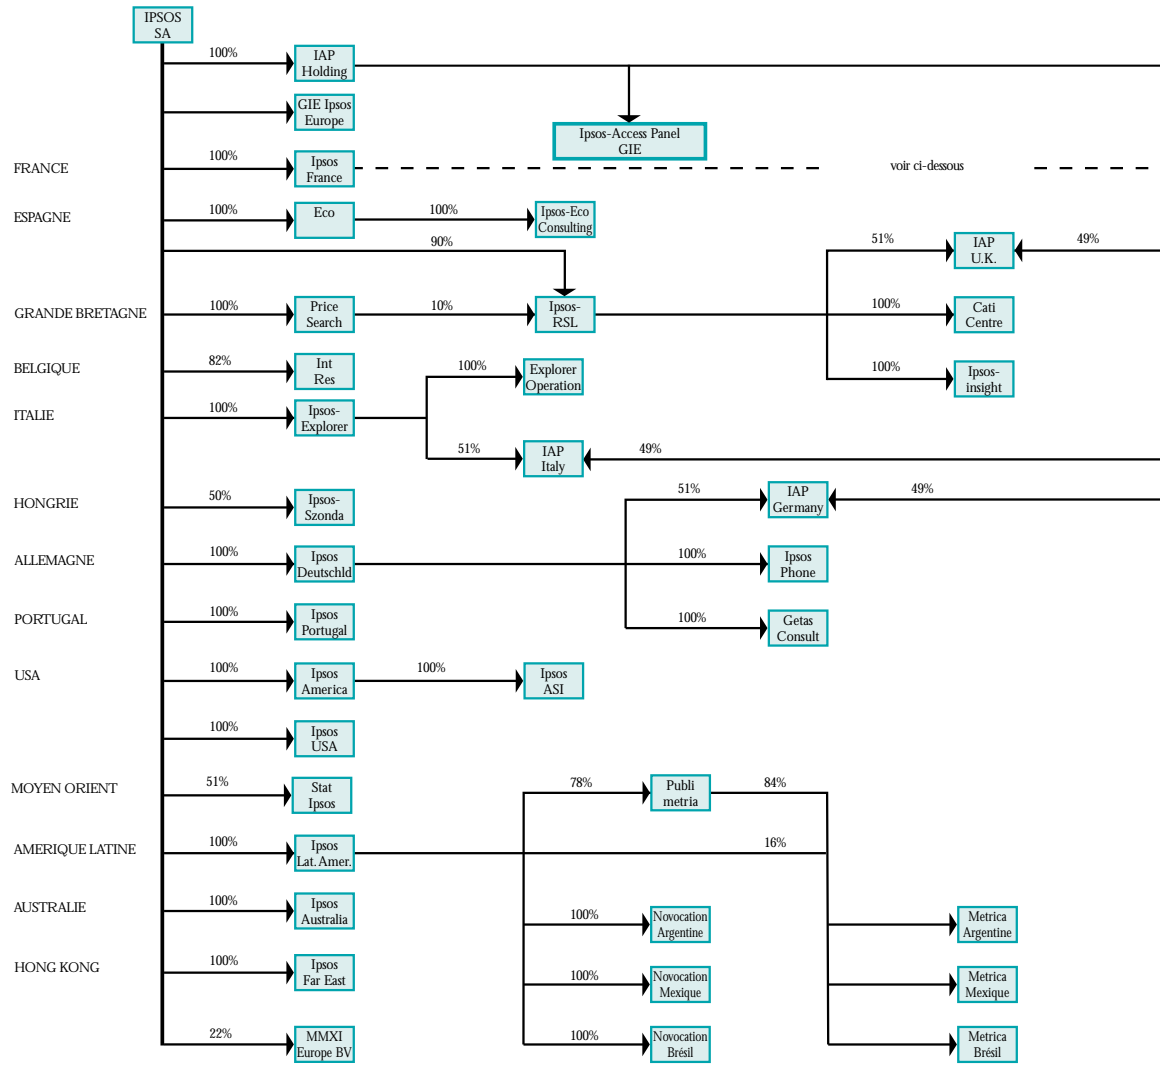 IPSOS
SA
100%
IAP
Holding
GIE Ipsos
Europe
Ipsos-Access Panel
GIE
FRANCE
100%
Ipsos
France
voir ci-dessous
ESPAGNE
100%
Eco
100%
Ipsos-Eco
Consulting
90%
51%
IAP
U.K.
49%
GRANDE BRETAGNE
100%
Price
Search
10%
Ipsos-
RSL
100%
Cati
Centre
BELGIQUE
82%
Int
Res
100%
Explorer
Operation
100%
Ipsos-
insight
ITALIE
100%
Ipsos-
Explorer
51%
IAP
Italy
49%
HONGRIE
50%
Ipsos-
Szonda
51%
IAP
Germany
49%
ALLEMAGNE
100%
Ipsos
Deutschld
100%
Ipsos
Phone
PORTUGAL
100%
Ipsos
Portugal
100%
Getas
Consult
USA
100%
Ipsos
America
100%
Ipsos
ASI
100%
Ipsos
USA
MOYEN ORIENT
51%
Stat
Ipsos
78%
Publi
metria
84%
AMERIQUE LATINE
100%
Ipsos
Lat. Amer.
16%
AUSTRALIE
100%
Ipsos
Australia
100%
Novocation
Argentine
Metrica
Argentine
HONG KONG
100%
Ipsos
Far East
100%
Novocation
Mexique
Metrica
Mexique
22%
MMXI
Europe BV
100%
Novocation
Brésil
Metrica
Brésil